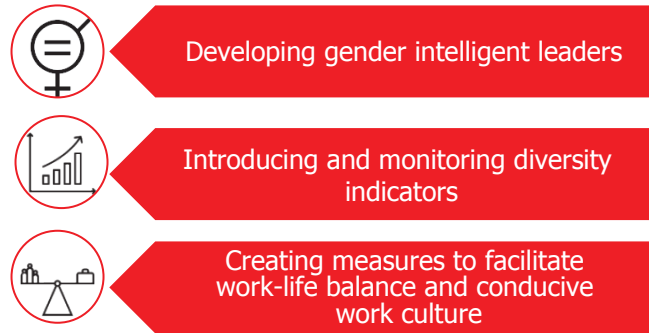 Developing gender intelligent leaders
Introducing and monitoring diversity
indicators
Creating measures to facilitate
work-life balance and conducive
work culture